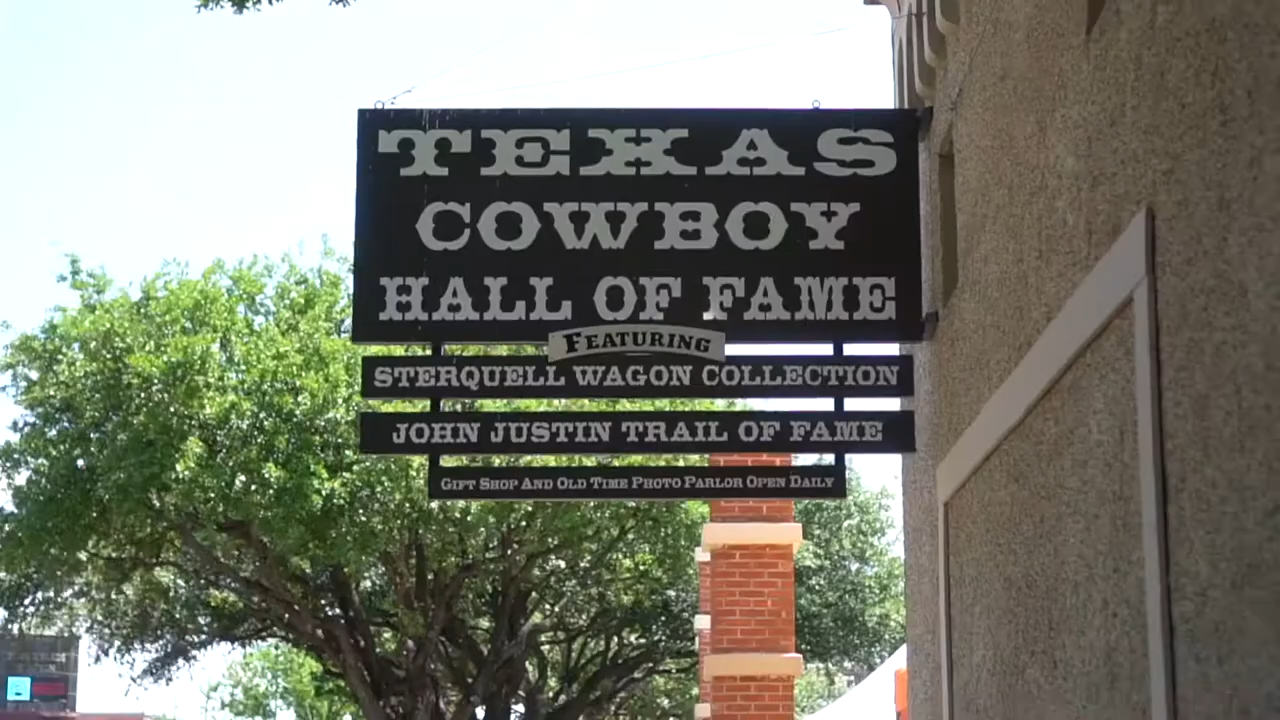 TEXAS
COWBOY
HALL OF FAME
FEATURING
STERQUELL WAGON COLLECTION
JOHN JUSTIN TRAIL OF FAME
GIFT SHOP AND OLD TIME PHOTO PARLOR OPEN DAILY